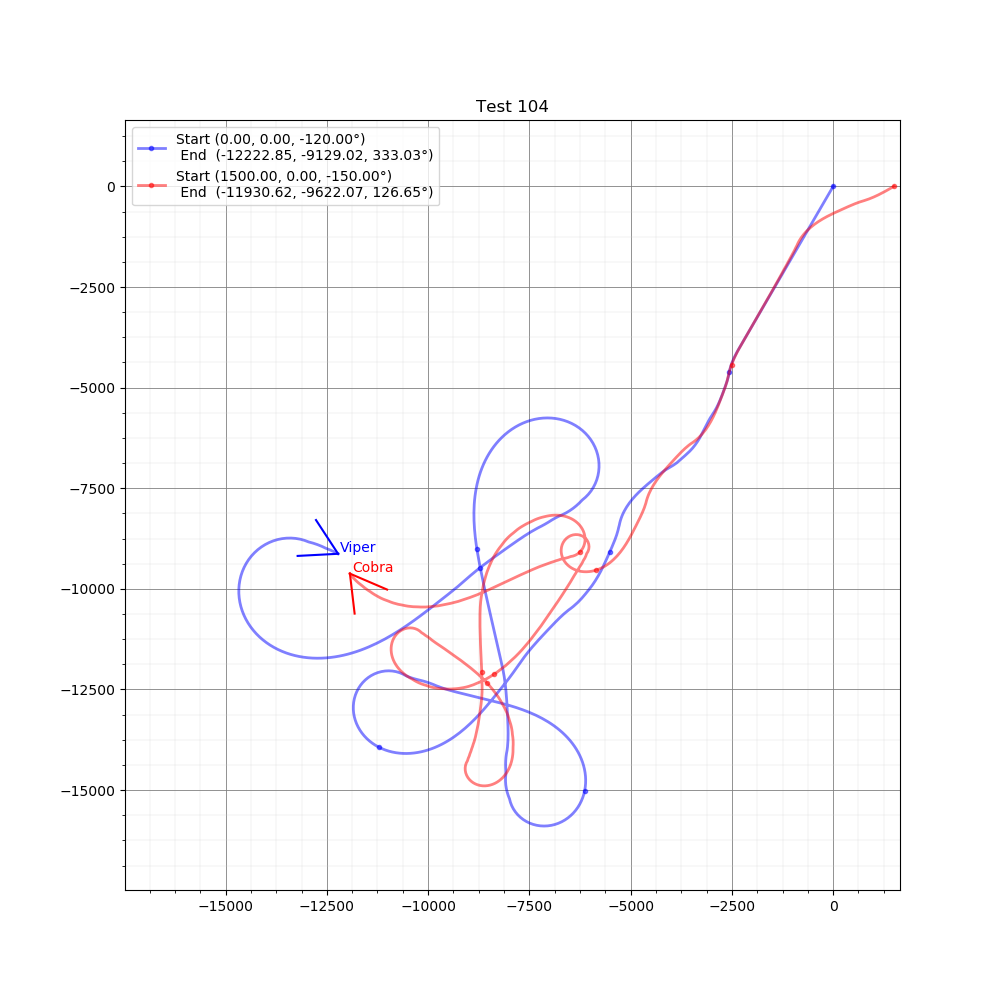 Test 104
Start (0.00, 0.00, -120.00°)
End (-12222.85, -9129.02, 333.03°)
Start (1500.00, 0.00, -150.00°)
End (-11930.62, -9622.07, 126.65°)
0
−2500
−5000
−7500
−10000
−12500
−15000
Viper
Cobra
−15000 −12500 −10000 −7500 −5000 −2500 0